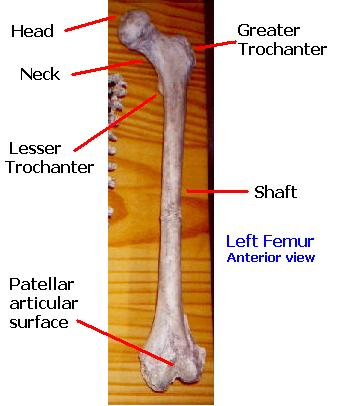 Head
Greater
Trochanter
Neck
Lesser
Trochanter
Shaft
Left Femur
Anterior view
Patellar
articular
surface